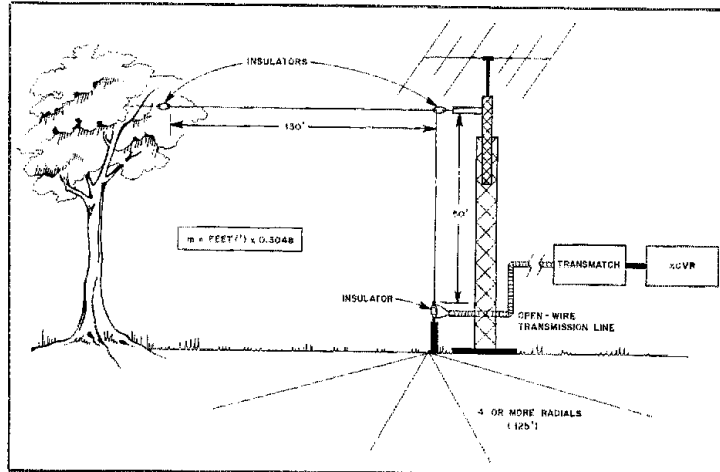 INSULATORS
130'
50'
m = FEET(') x 0.3048
TRANSMATCH
XCVR
INSULATOR
OPEN-WIRE
TRANSMISSION LINE
4 OR MORE RADIALS
(125')